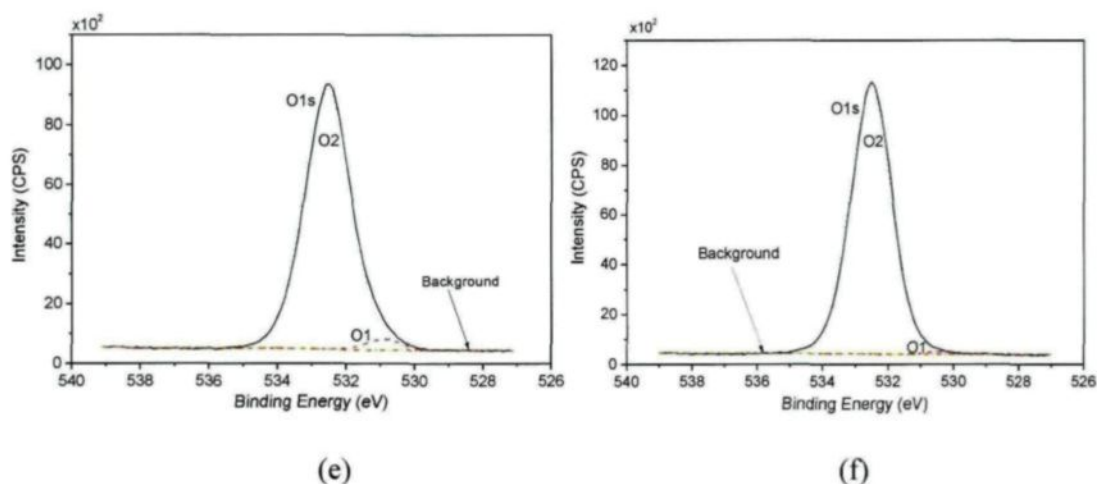 x10²
100
80
60
40
20
0
Intensity (CPS)
O1s
O2
O1
Background
540 538 536 534 532 530 528 526
Binding Energy (eV)
(e)
x10²
120
100
80
60
40
20
0
Intensity (CPS)
O1s
O2
Background
O1
540 538 536 534 532 530 528 526
Binding Energy (eV)
(f)